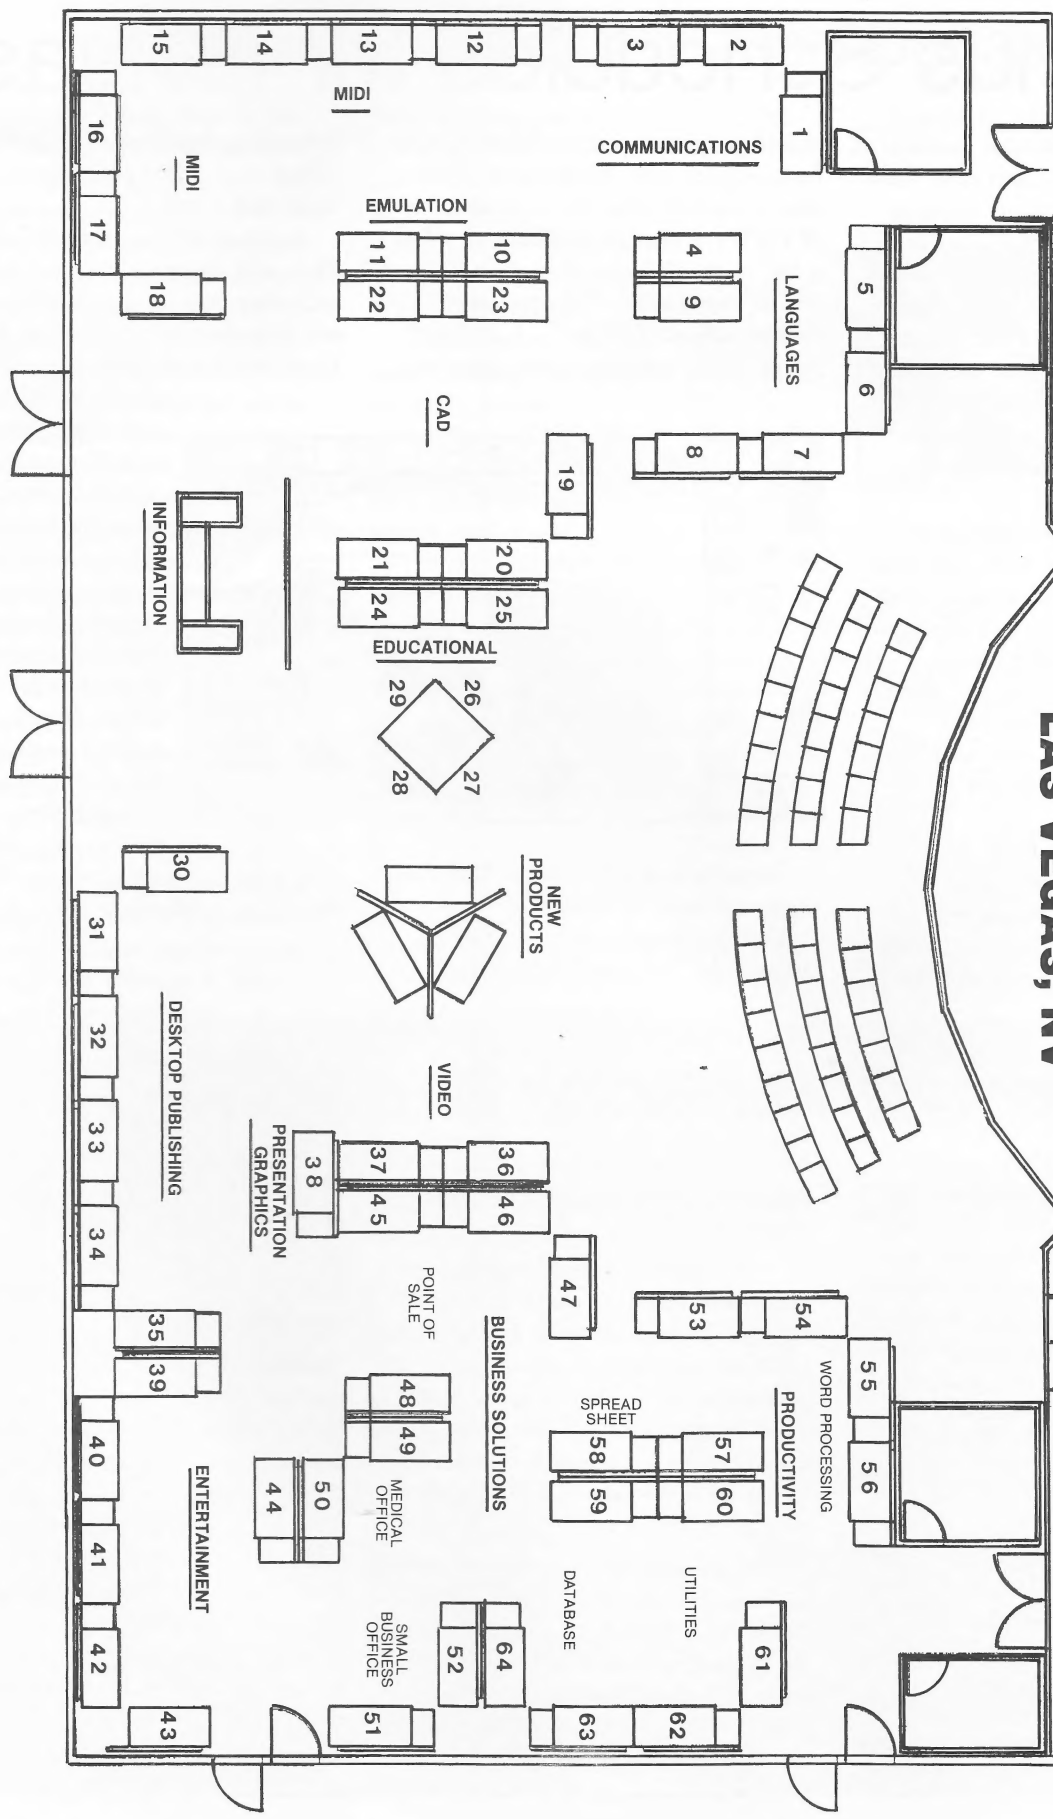 LAS VEGAS, NV
15
14
13
12
3
2
MIDI
1
16
COMMUNICATIONS
MIDI
EMULATION
17
11
10
4
5
18
22
23
9
LANGUAGES
6
CAD
8
7
19
INFORMATION
21
20
24
25
EDUCATIONAL
29
26
28
27
30
NEW
PRODUCTS
31
32
DESKTOP PUBLISHING
VIDEO
33
PRESENTATION
GRAPHICS
38
37
36
45
46
34
POINT OF
SALE
47
53
54
35
39
BUSINESS SOLUTIONS
55
WORD PROCESSING
48
49
SPREAD
SHEET
PRODUCTIVITY
40
58
57
59
60
56
44
50
MEDICAL
OFFICE
ENTERTAINMENT
41
DATABASE
UTILITIES
42
SMALL
BUSINESS
OFFICE
52
64
61
43
51
63
62